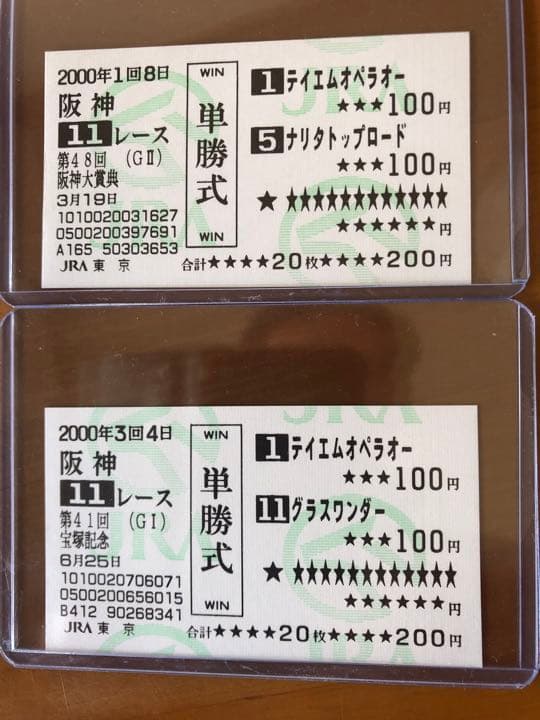 2000年1回8日
阪神
11レース
第48回 (GⅡ)
阪神大賞典
3月19日
1010020031627
0500200397691
A165 50303653
JRA 東京
WIN
単勝式
WIN
1 テイエムオペラオー
★★★100円
5 ナリタトップロード
★★★100円
★ ★★★★★★★★★★★★
★★★★★★円
合計★★★★20枚★★★★200円
2000年3回4日
阪神
11レース
第41回 (GⅠ)
宝塚記念
6月25日
1010020706071
0500200656015
B412 90268341
JRA 東京
WIN
単勝式
WIN
1 テイエムオペラオー
★★★100円
11 グラスワンダー
★★★100円
★ ★★★★★★★★★★★★
★★★★★★円
合計★★★★20枚★★★★200円
JRA
JRA
JRA
JRA